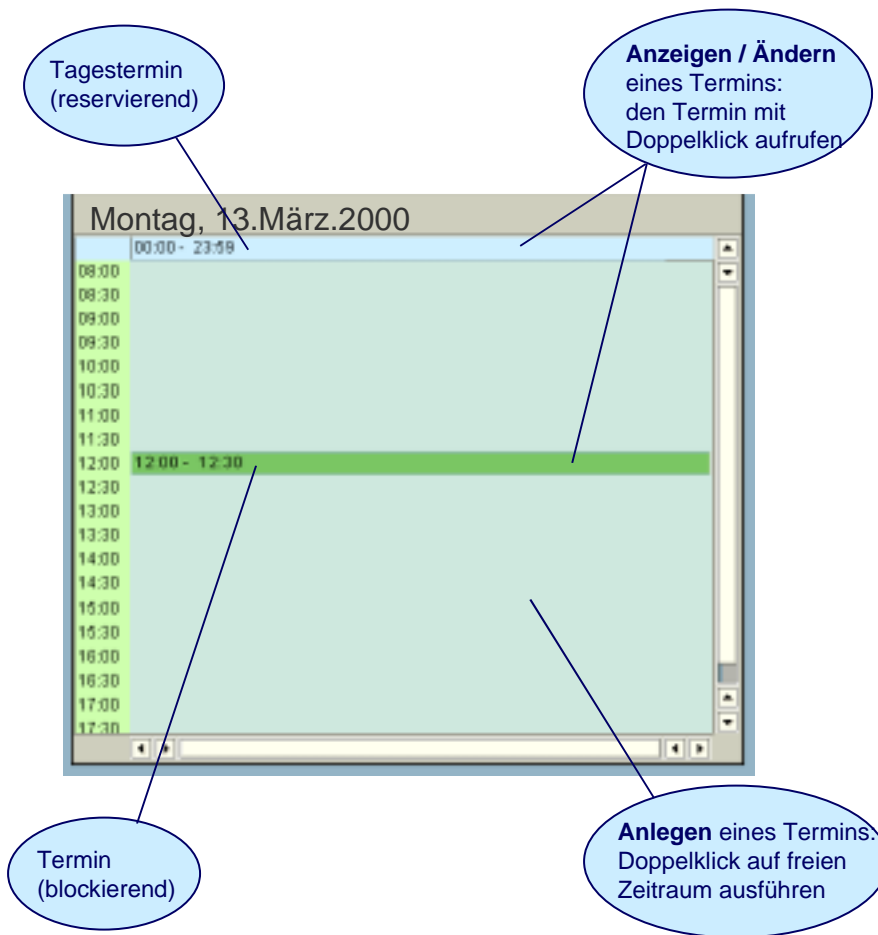 Tagestermin
(reservierend)
Anzeigen / Ändern
eines Termins:
den Termin mit
Doppelklick aufrufen
Montag, 13.März.2000
00:00 - 23:59
08:00
08:30
09:00
09:30
10:00
10:30
11:00
11:30
12:00 12:00 - 12:30
12:30
13:00
13:30
14:00
14:30
15:00
15:30
16:00
16:30
17:00
17:30
Termin
(blockierend)
Anlegen eines Termins:
Doppelklick auf freien
Zeitraum ausführen